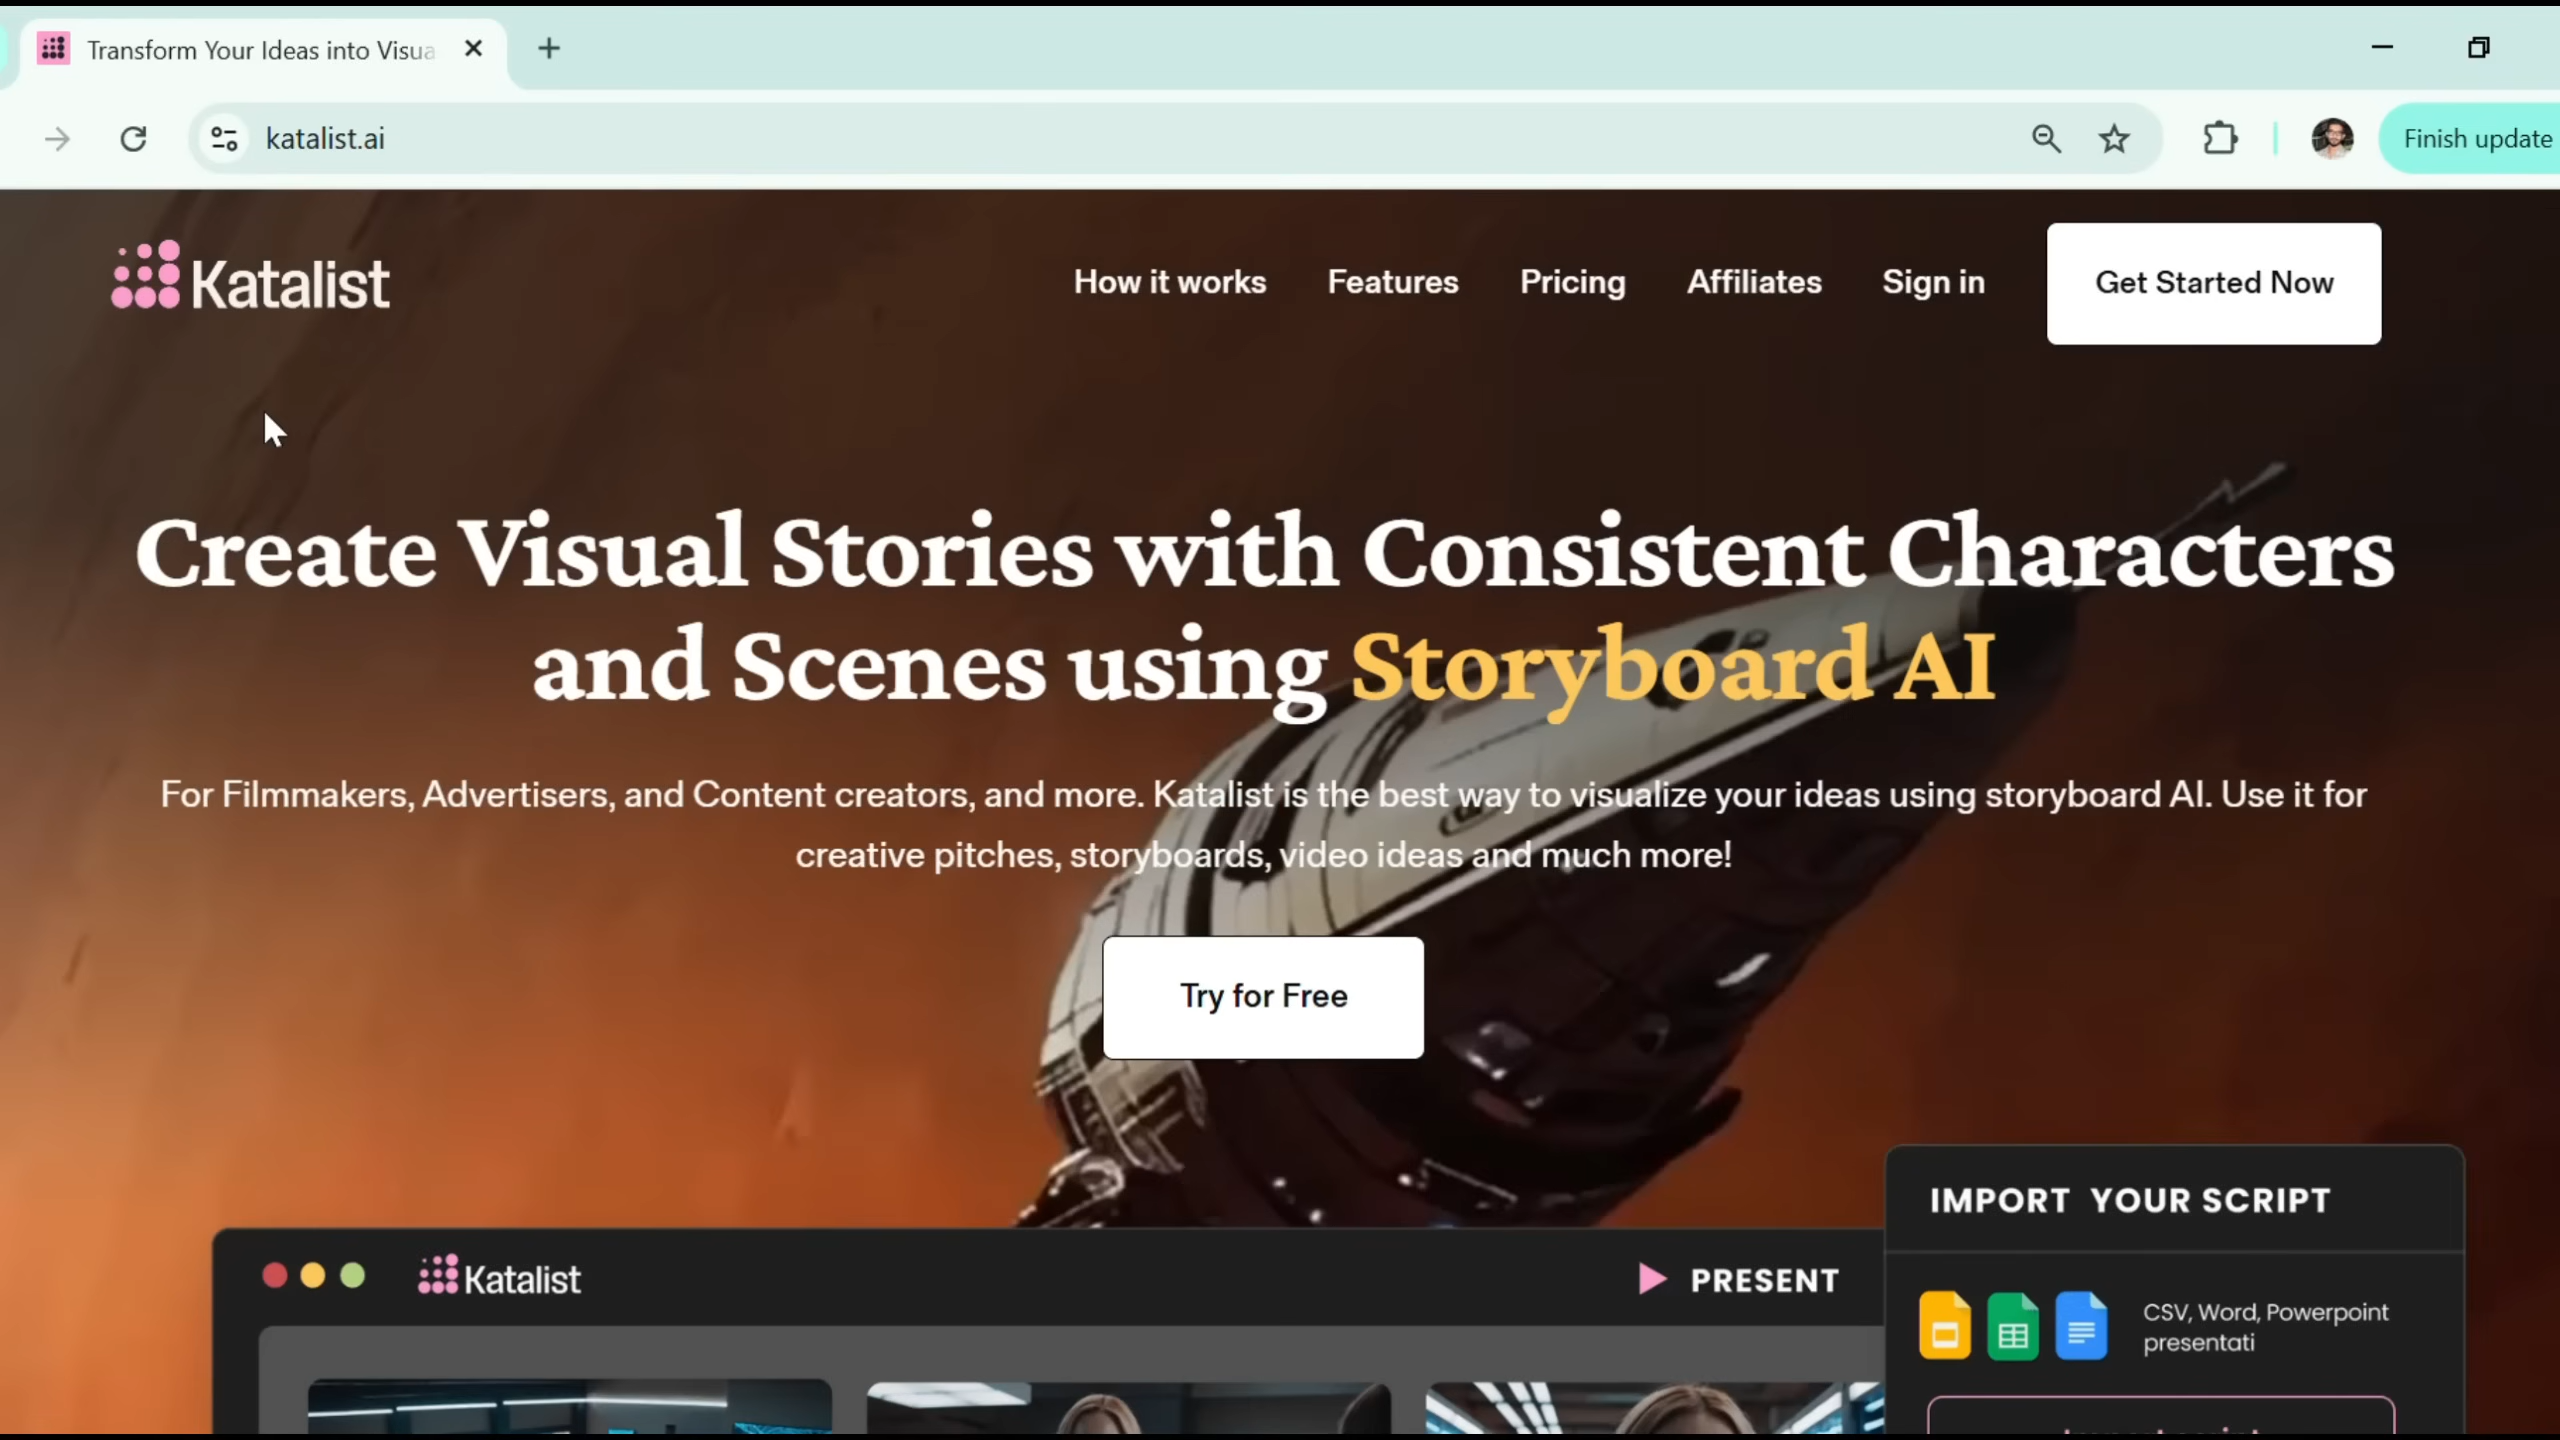 Transform Your Ideas into Visua
katalist.ai
Finish update
Katalist
How it works
Features
Pricing
Affiliates
Sign in
Get Started Now
Create Visual Stories with Consistent Characters
and Scenes using Storyboard AI
For Filmmakers, Advertisers, and Content creators, and more. Katalist is the best way to visualize your ideas using storyboard AI. Use it for
creative pitches, storyboards, video ideas and much more!
Try for Free
IMPORT YOUR SCRIPT
Katalist
PRESENT
CSV, Word, Powerpoint
presentati